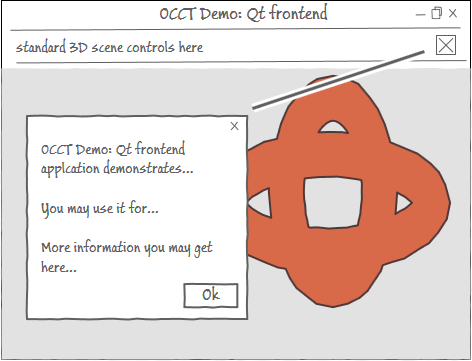 OCCT Demo: Qt frontend
standard 3D scene controls here
OCCT Demo: Qt frontend
applcation demonstrates...
You may use it for...
More information you may get
here...
Ok